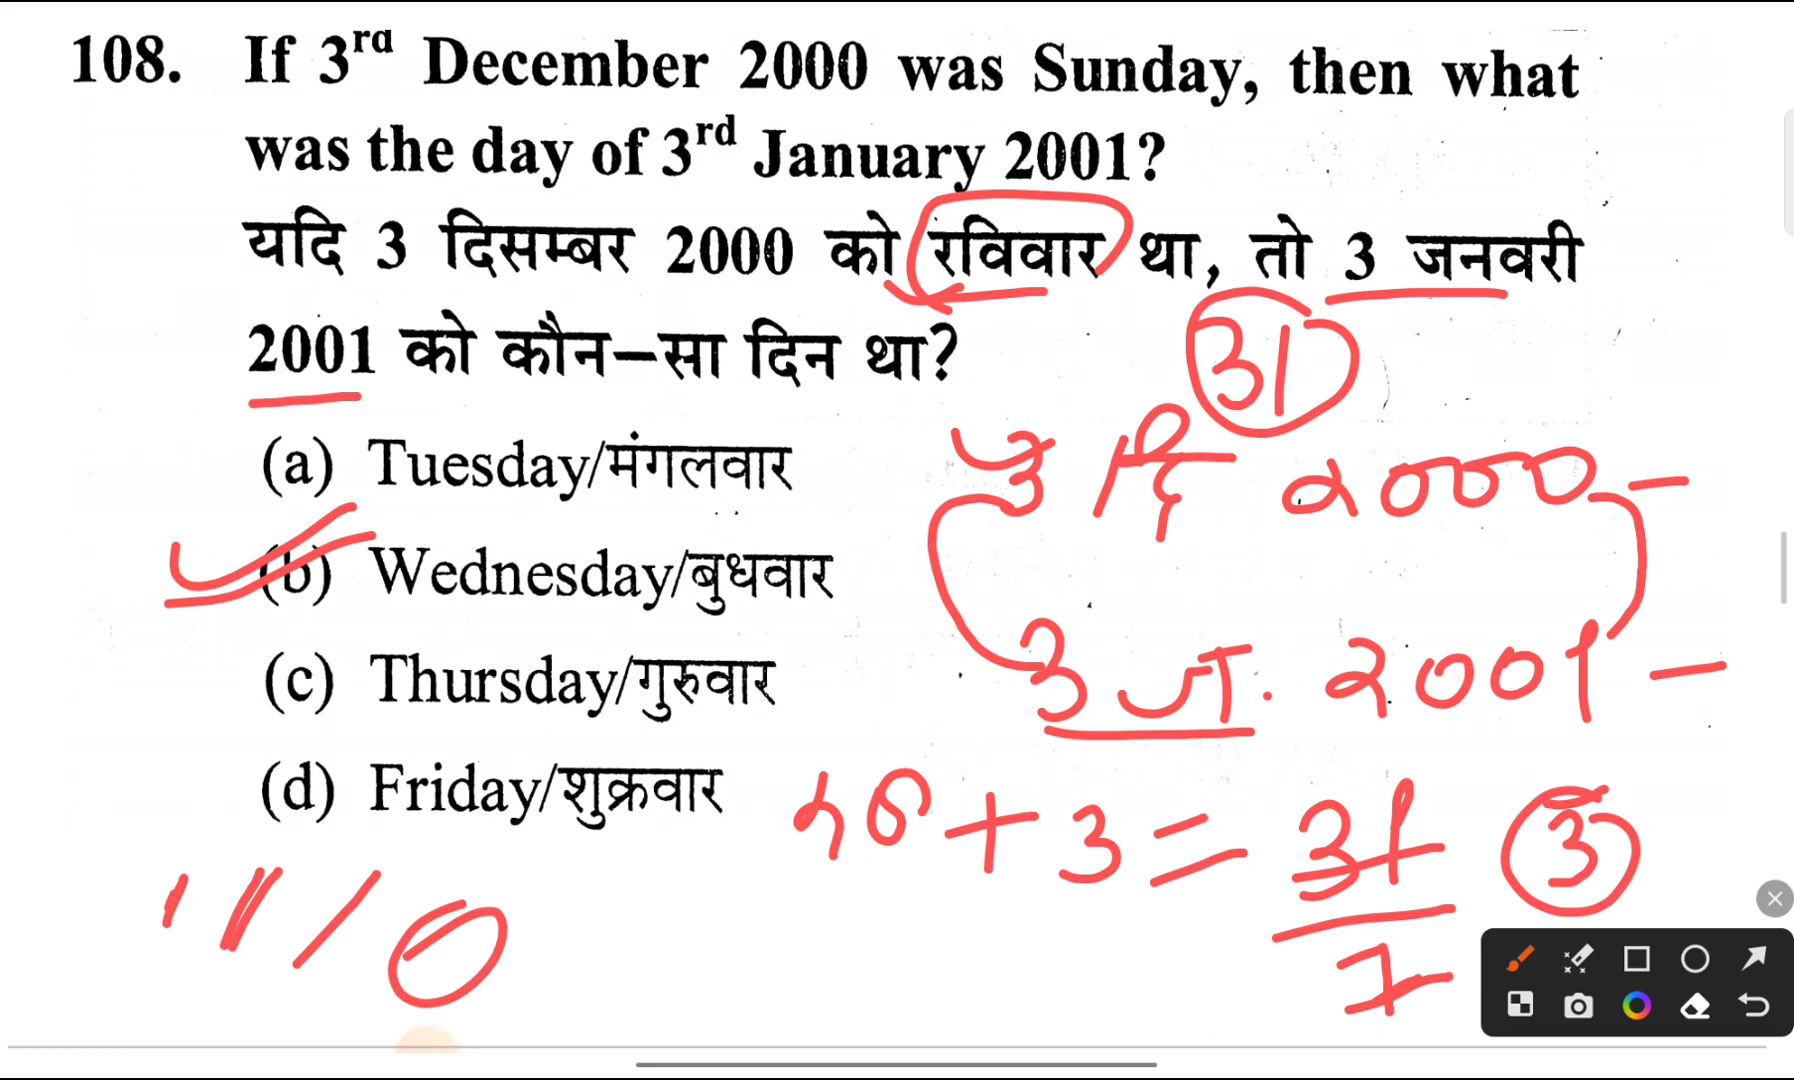 108. If 3rd December 2000 was Sunday, then what
was the day of 3rd January 2001?
यदि 3 दिसम्बर 2000 को रविवार था, तो 3 जनवरी
2001 को कौन–सा दिन था?
31
(a) Tuesday/मंगलवार
3 दि 2000 –
(b) Wednesday/बुधवार
(c) Thursday/गुरुवार
3 ज. 2001 –
(d) Friday/शुक्रवार
28 + 3 = 31 3
7